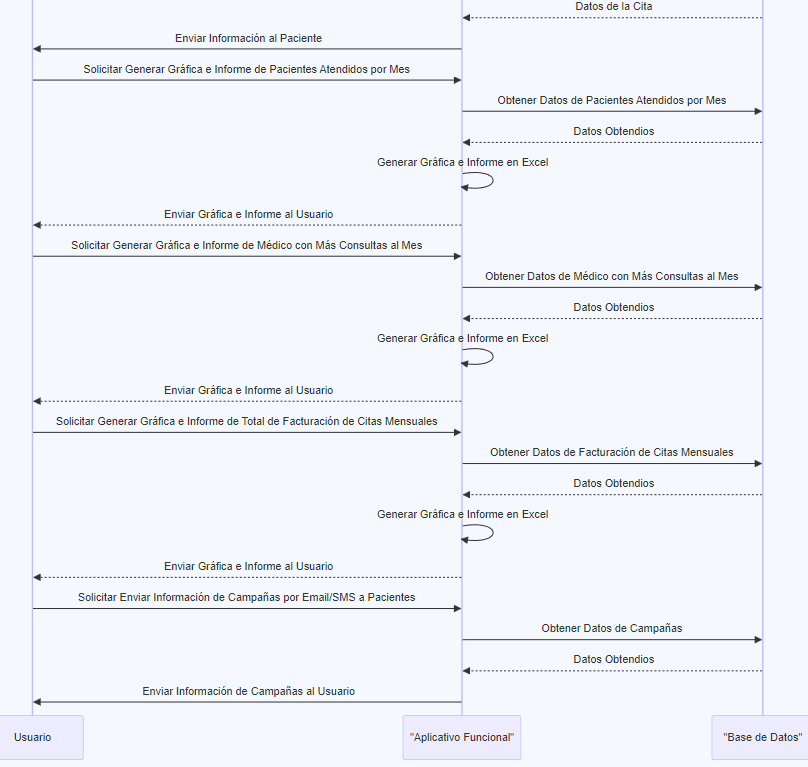 Datos de la Cita
Enviar Información al Paciente
Solicitar Generar Gráfica e Informe de Pacientes Atendidos por Mes
Obtener Datos de Pacientes Atendidos por Mes
Datos Obtendios
Generar Gráfica e Informe en Excel
Enviar Gráfica e Informe al Usuario
Solicitar Generar Gráfica e Informe de Médico con Más Consultas al Mes
Obtener Datos de Médico con Más Consultas al Mes
Datos Obtendios
Generar Gráfica e Informe en Excel
Enviar Gráfica e Informe al Usuario
Solicitar Generar Gráfica e Informe de Total de Facturación de Citas Mensuales
Obtener Datos de Facturación de Citas Mensuales
Datos Obtendios
Generar Gráfica e Informe en Excel
Enviar Gráfica e Informe al Usuario
Solicitar Enviar Información de Campañas por Email/SMS a Pacientes
Obtener Datos de Campañas
Datos Obtendios
Enviar Información de Campañas al Usuario
Usuario
"Aplicativo Funcional"
"Base de Datos"